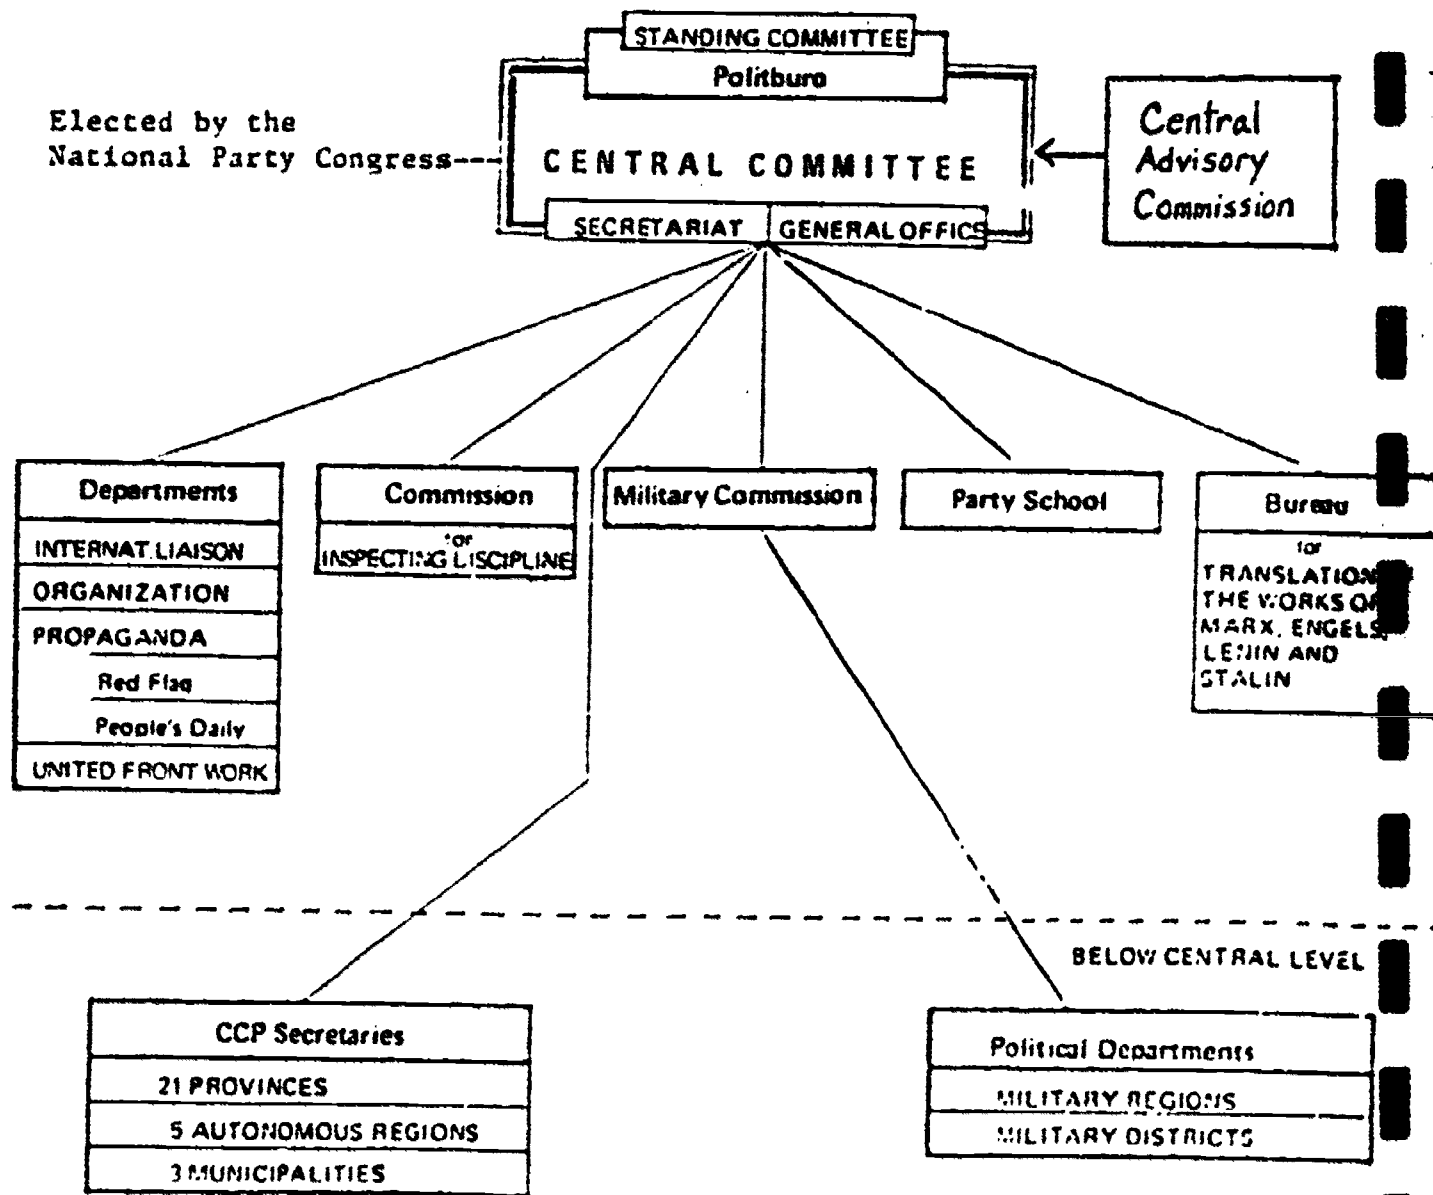 STANDING COMMITTEE
Politburo
Elected by the
National Party Congress---
CENTRAL COMMITTEE
Central
Advisory
Commission
SECRETARIAT
GENERAL OFFICE
Departments
INTERNAT. LIAISON
ORGANIZATION
PROPAGANDA
Red Flag
People's Daily
UNITED FRONT WORK
Commission
for
INSPECTING DISCIPLINE
Military Commission
Party School
Bureau
for
TRANSLATION
THE WORKS OF
MARX, ENGELS,
LENIN AND
STALIN
BELOW CENTRAL LEVEL
CCP Secretaries
21 PROVINCES
5 AUTONOMOUS REGIONS
3 MUNICIPALITIES
Political Departments
MILITARY REGIONS
MILITARY DISTRICTS